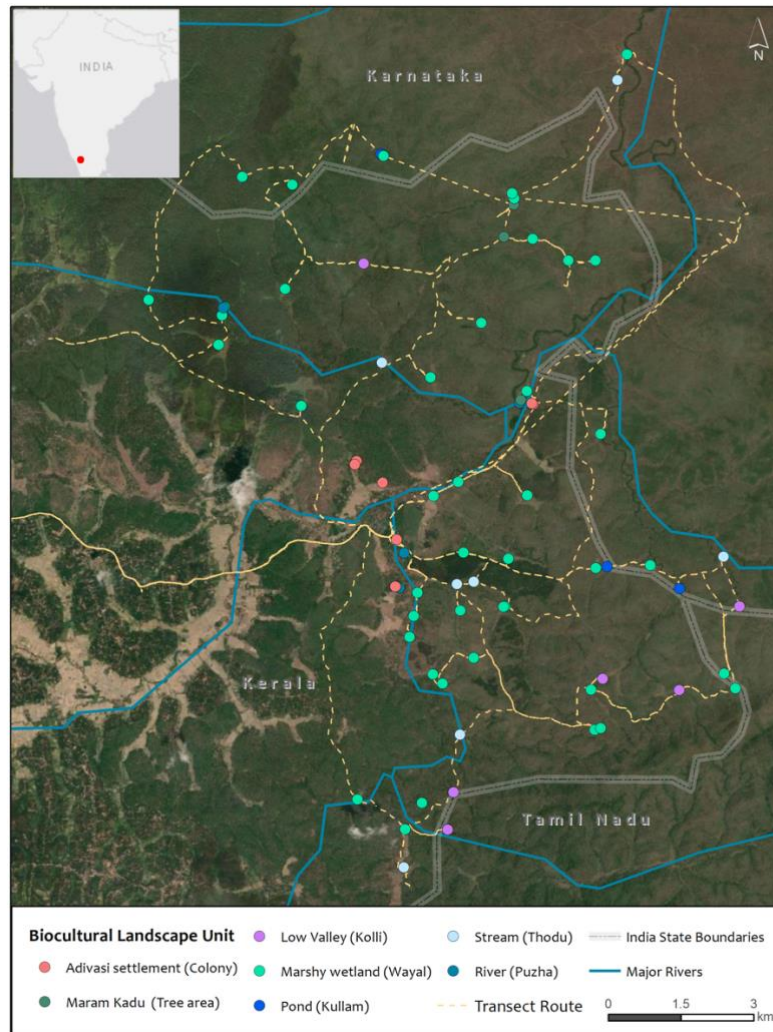 INDIA
N
Karnataka
Kerala
Tamil Nadu
Biocultural Landscape Unit
Adivasi settlement (Colony)
Maram Kadu (Tree area)
Low Valley (Kolli)
Marshy wetland (Wayal)
Pond (Kullam)
Stream (Thodu)
River (Puzha)
Transect Route
India State Boundaries
Major Rivers
0 1.5 3
km